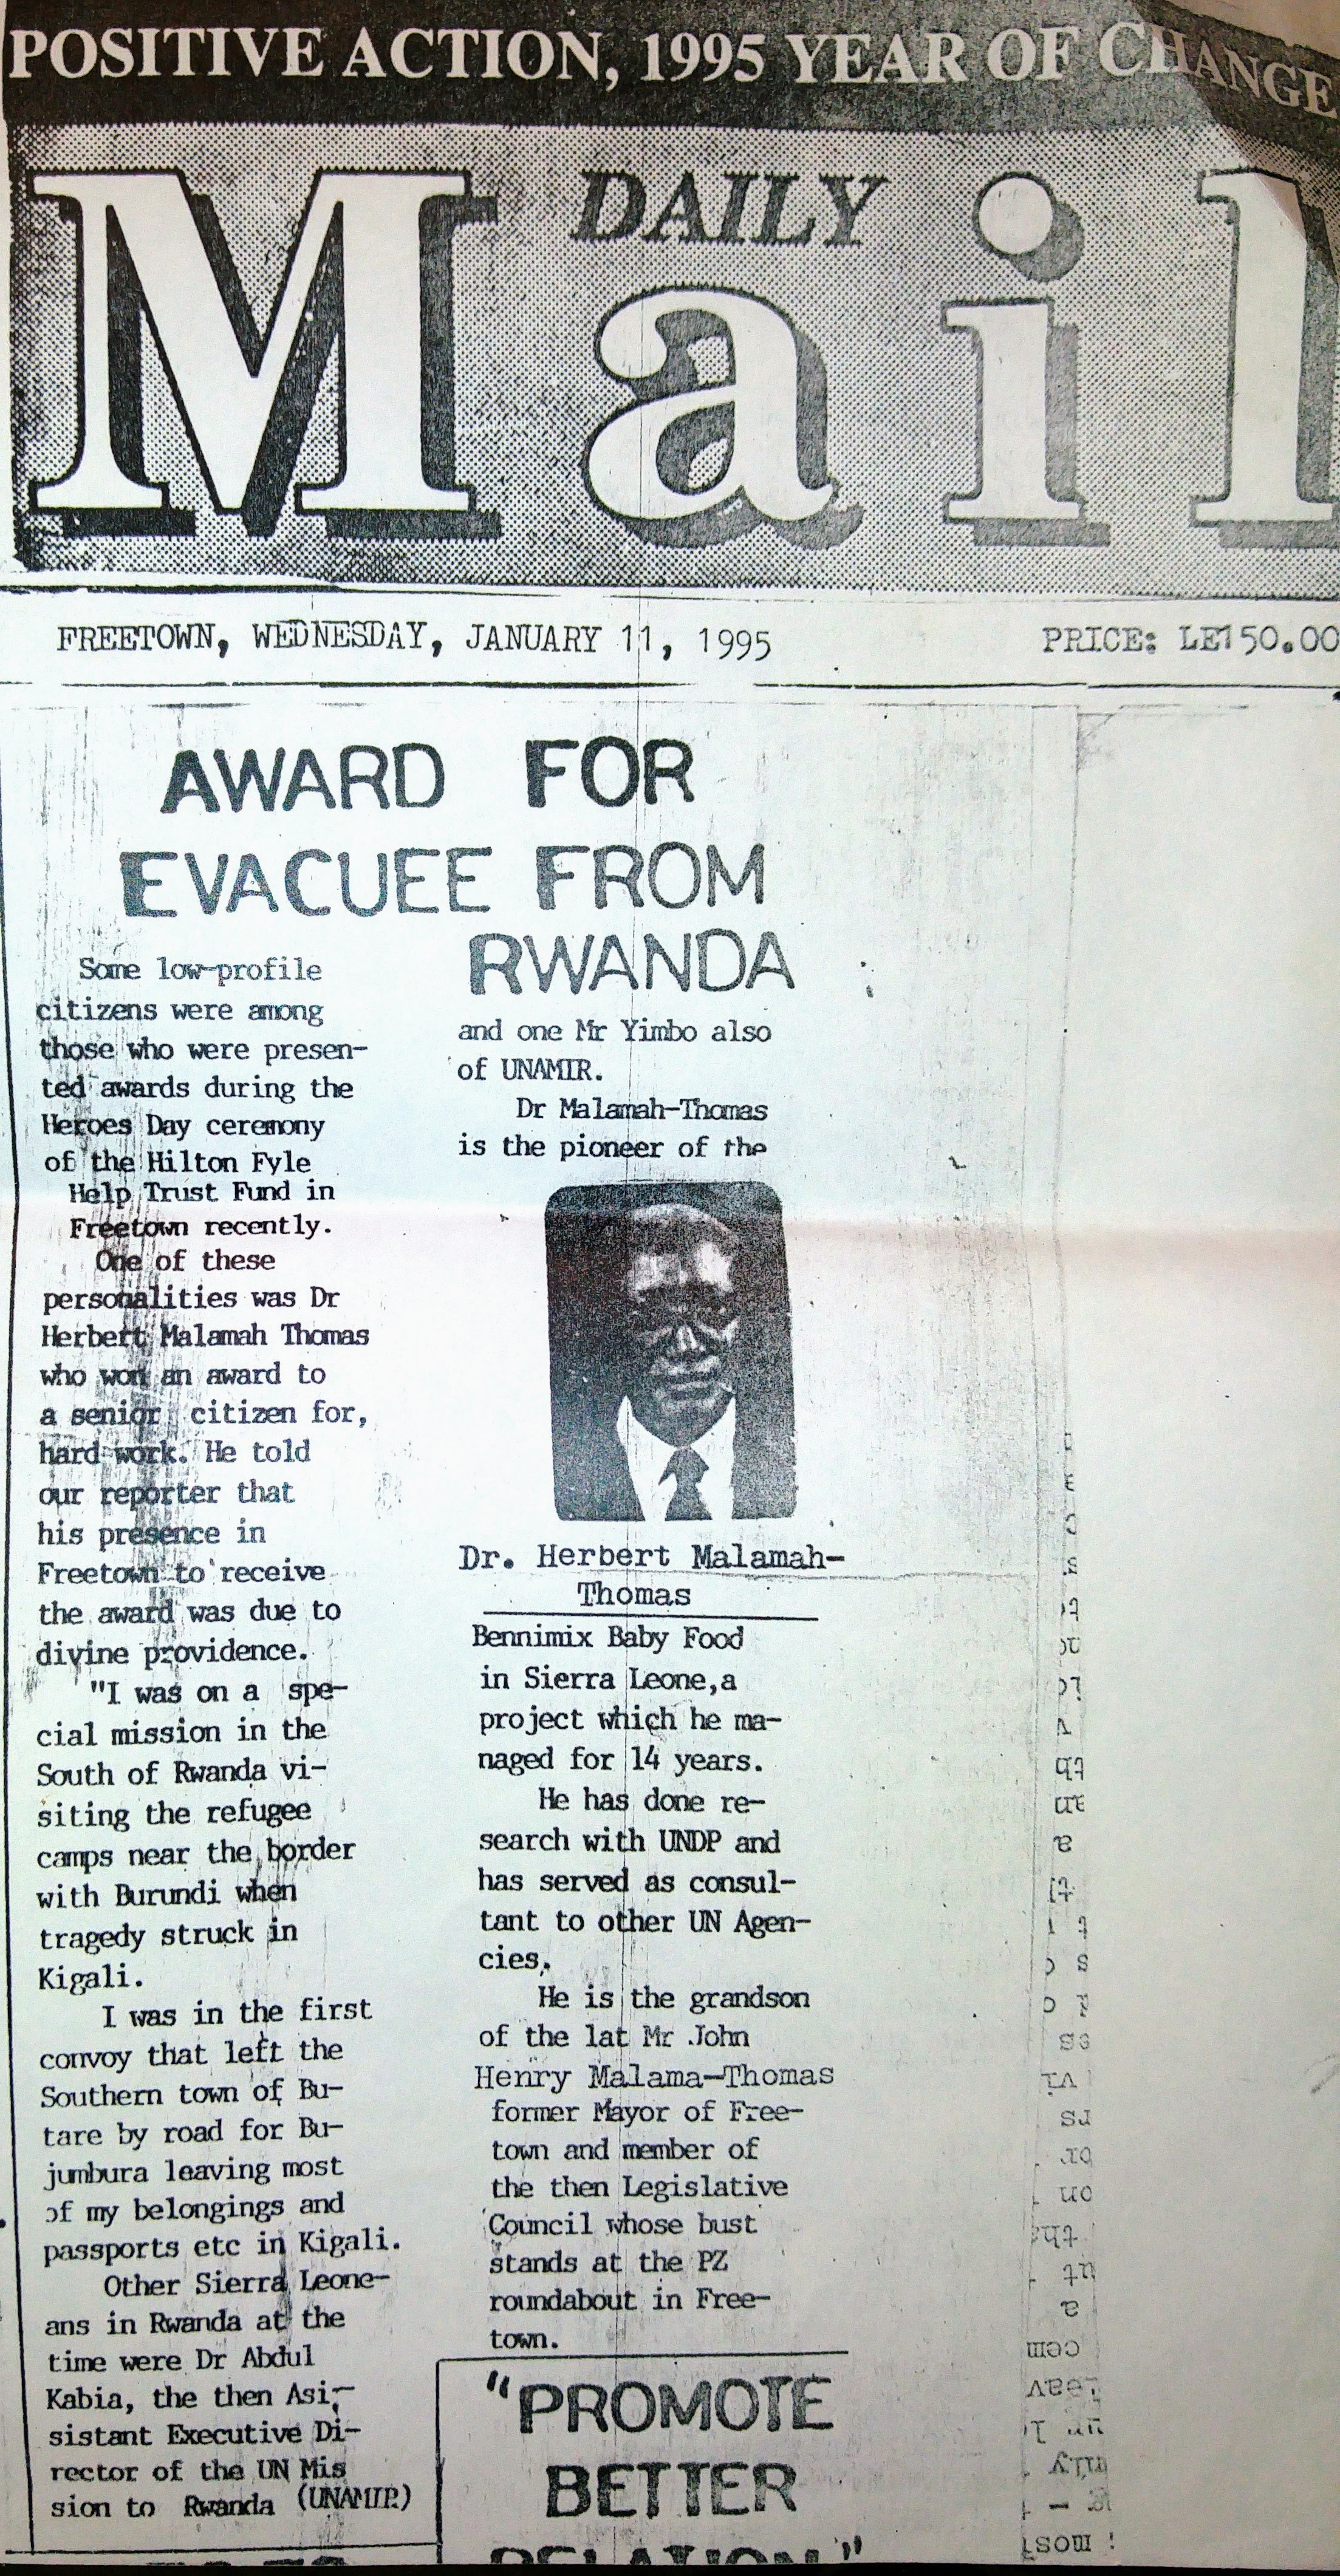 POSITIVE ACTION, 1995 YEAR OF CHANGE
DAILY
Mail
FREETOWN, WEDNESDAY, JANUARY 11, 1995 PRICE: LE150.00
AWARD FOR
EVACUEE FROM
RWANDA
Some low-profile
citizens were among
those who were presen-
ted awards during the
Heroes Day ceremony
of the Hilton Fyle
Help Trust Fund in
Freetown recently.
One of these
personalities was Dr
Herbert Malamah Thomas
who won an award to
a senior citizen for,
hard work. He told
our reporter that
his presence in
Freetown to receive
the award was due to
divine providence.
"I was on a spe-
cial mission in the
South of Rwanda vi-
siting the refugee
camps near the border
with Burundi when
tragedy struck in
Kigali.
I was in the first
convoy that left the
Southern town of Bu-
tare by road for Bu-
jumbura leaving most
of my belongings and
passports etc in Kigali.
Other Sierra Leone-
ans in Rwanda at the
time were Dr Abdul
Kabia, the then Asi-
sistant Executive Di-
rector of the UN Mis
sion to Rwanda (UNAMIR)
and one Mr Yimbo also
of UNAMIR.
Dr Malamah-Thomas
is the pioneer of the
Dr. Herbert Malamah-
Thomas
Bennimix Baby Food
in Sierra Leone,a
project which he ma-
naged for 14 years.
He has done re-
search with UNDP and
has served as consul-
tant to other UN Agen-
cies.
He is the grandson
of the lat Mr John
Henry Malama-Thomas
former Mayor of Free-
town and member of
the then Legislative
Council whose bust
stands at the PZ
roundabout in Free-
town.
"PROMOTE
BETTER
RELATION"